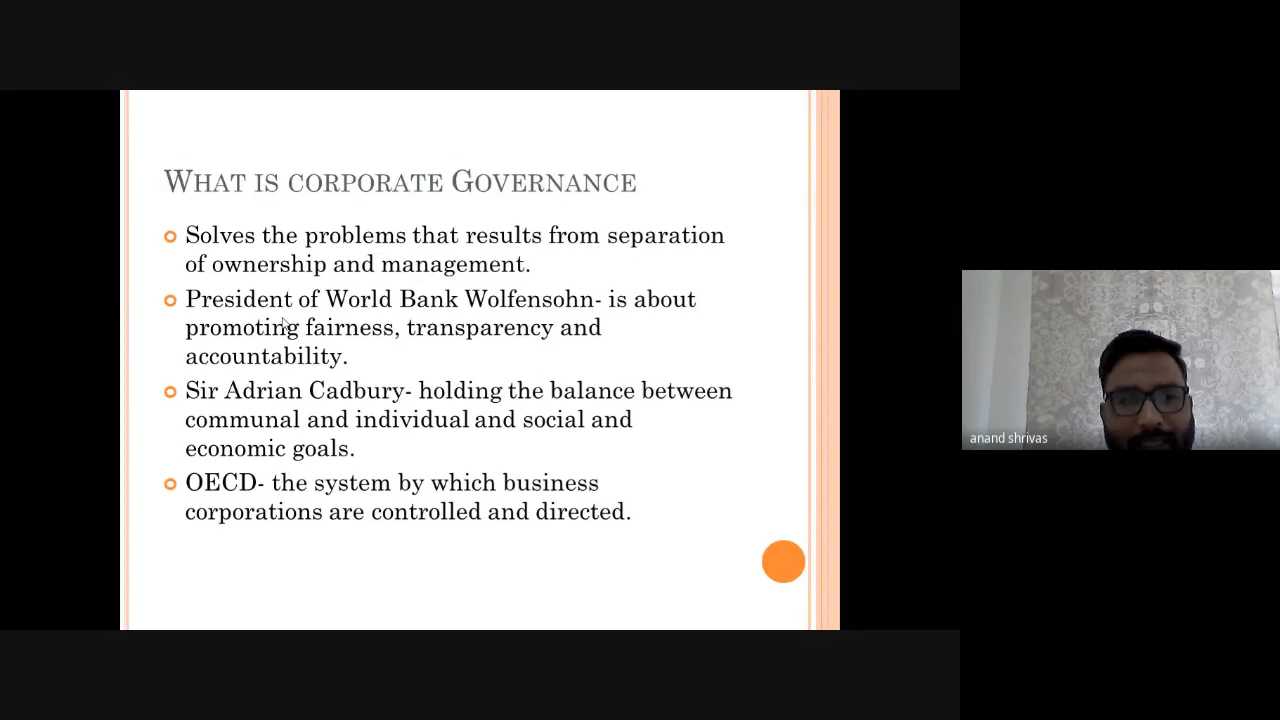 WHAT IS CORPORATE GOVERNANCE
Solves the problems that results from separation
of ownership and management.
President of World Bank Wolfensohn- is about
promoting fairness, transparency and
accountability.
Sir Adrian Cadbury- holding the balance between
communal and individual and social and
economic goals.
OECD- the system by which business
corporations are controlled and directed.
anand shrivas